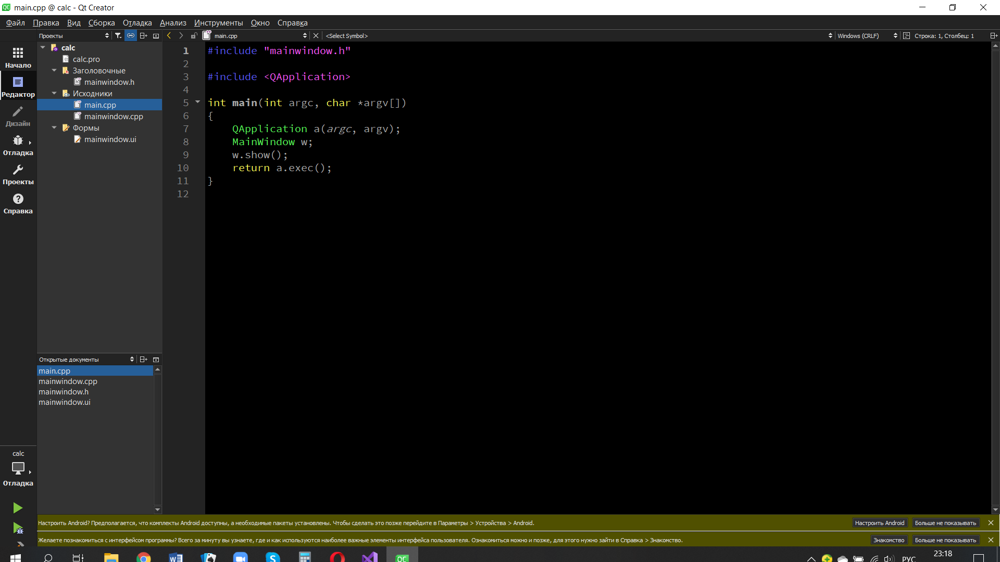 main.cpp @ calc - Qt Creator
Файл Правка Вид Сборка Отладка Анализ Инструменты Окно Справка
Проекты main.cpp <Select Symbol> Windows (CRLF) Строка: 1, Столбец: 1
Начало
Редактор
Дизайн
Отладка
Проекты
Справка
calc
calc.pro
Заголовочные
mainwindow.h
Исходники
main.cpp
mainwindow.cpp
Формы
mainwindow.ui
1 #include "mainwindow.h"
2
3 #include <QApplication>
4
5 int main(int argc, char *argv[])
6 {
7 QApplication a(argc, argv);
8 MainWindow w;
9 w.show();
10 return a.exec();
11 }
12
Открытые документы
main.cpp
mainwindow.cpp
mainwindow.h
mainwindow.ui
calc
Отладка
Настроить Android? Предполагается, что комплекты Android доступны, а необходимые пакеты установлены. Чтобы сделать это позже перейдите в Параметры > Устройства > Android. Настроить Android Больше не показывать
Желаете познакомиться с интерфейсом программы? Всего за минуту вы узнаете, где и как используются наиболее важные элементы интерфейса пользователя. Ознакомиться можно и позже, для этого нужно зайти в Справка > Знакомство. Знакомство Больше не показывать
РУС 23:18